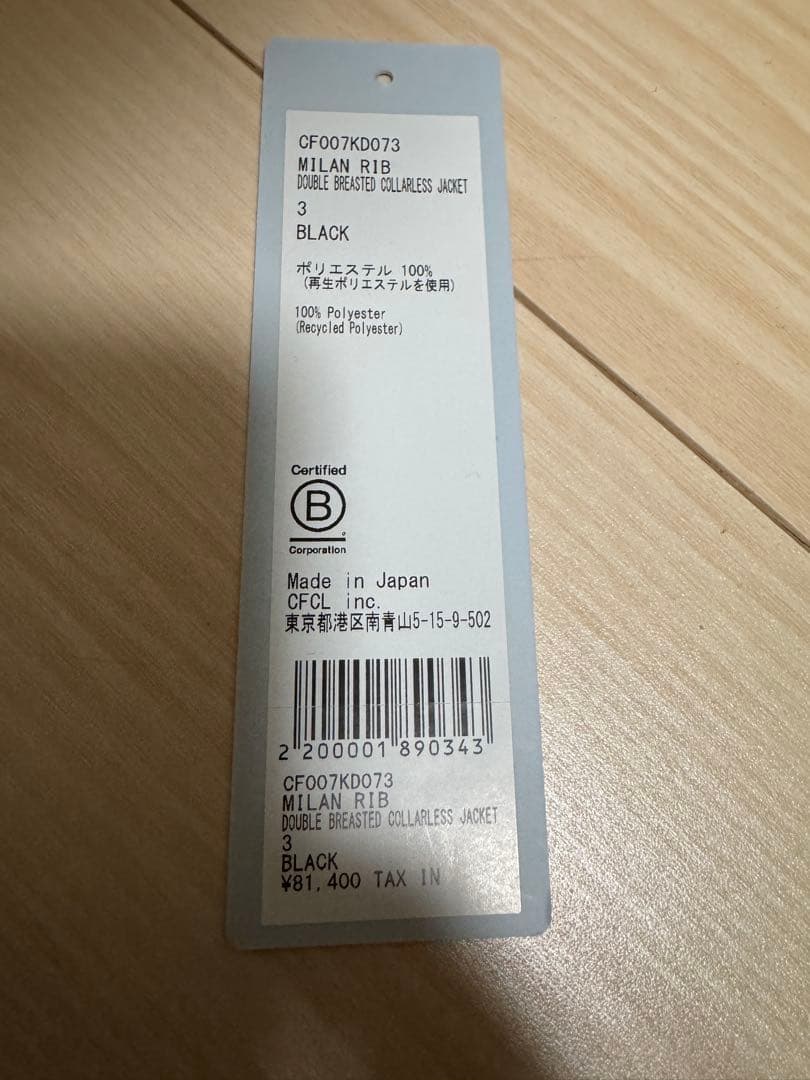 CF007KD073
MILAN RIB
DOUBLE BREASTED COLLARLESS JACKET
3
BLACK
ポリエステル 100%
(再生ポリエステルを使用)
100% Polyester
(Recycled Polyester)
Certified
B
Corporation
Made in Japan
CFCL inc.
東京都港区南青山5-15-9-502
2 200001 890343
CF007KD073
MILAN RIB
DOUBLE BREASTED COLLARLESS JACKET
3
BLACK
¥81,400 TAX IN